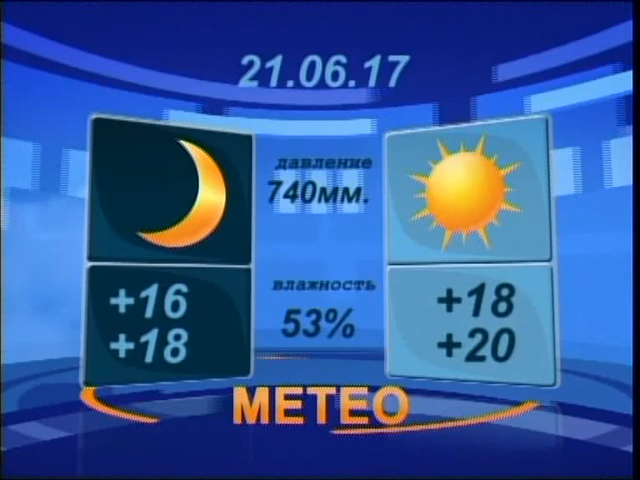 21.06.17
давление
740мм.
+16
+18
влажность
53%
+18
+20
МЕТЕО